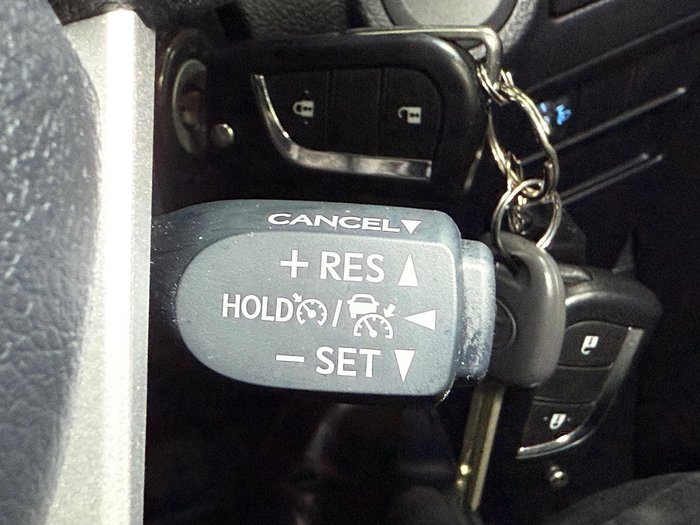 CANCEL▼
+ RES ▲
HOLD / ◀
− SET ▼